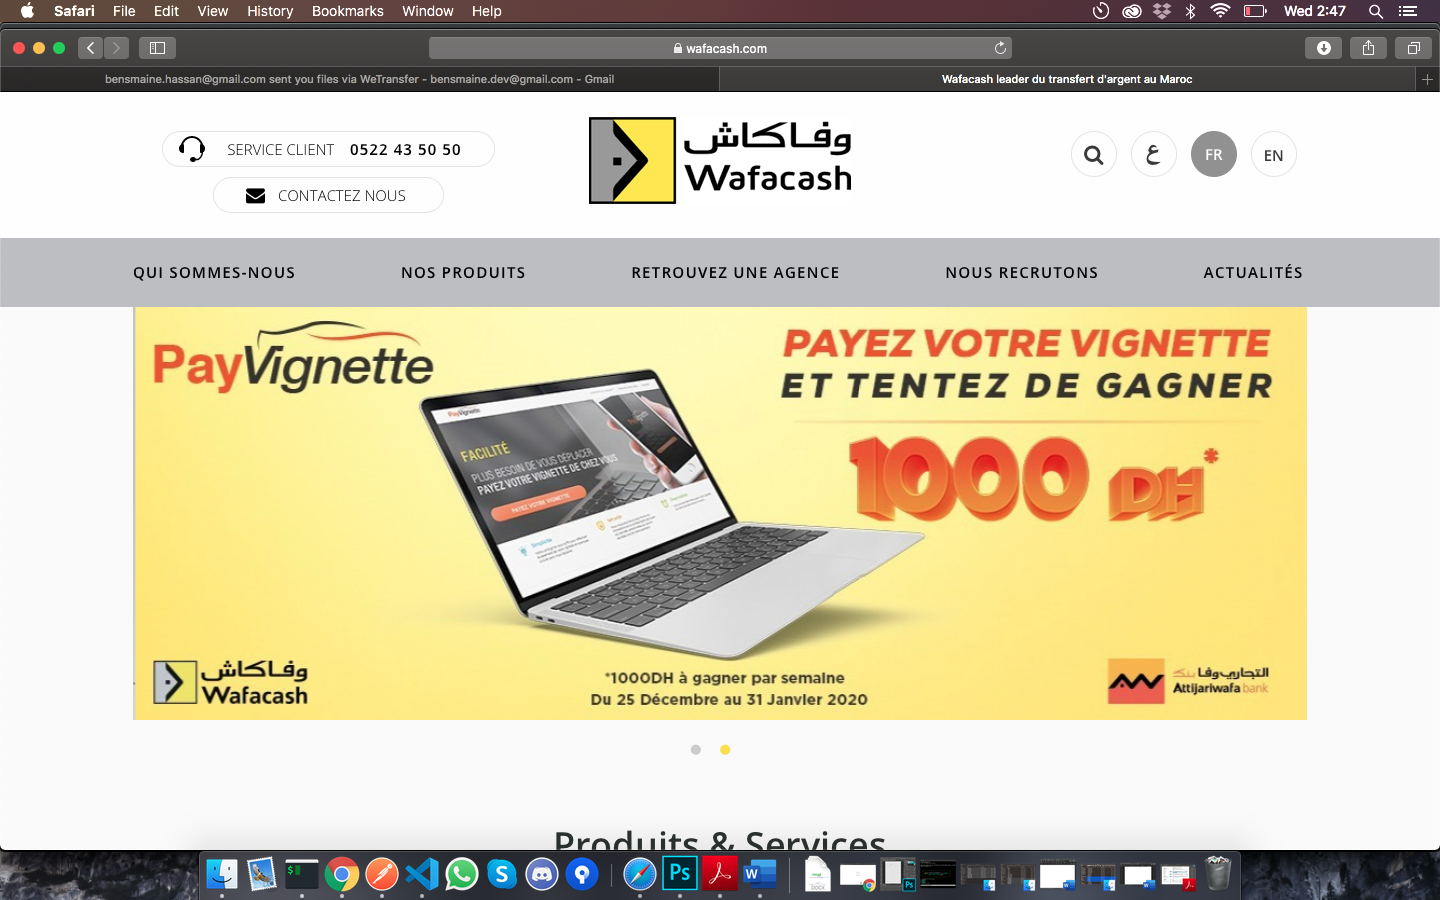 Safari File Edit View History Bookmarks Window Help Wed 2:47
wafacash.com
bensmaine.hassan@gmail.com sent you files via WeTransfer - bensmaine.dev@gmail.com - Gmail
Wafacash leader du transfert d'argent au Maroc
SERVICE CLIENT 0522 43 50 50
CONTACTEZ NOUS
وفاكاش
Wafacash
ع
FR
EN
QUI SOMMES-NOUS NOS PRODUITS RETROUVEZ UNE AGENCE NOUS RECRUTONS ACTUALITÉS
PayVignette
PAYEZ VOTRE VIGNETTE
ET TENTEZ DE GAGNER
1000 DH*
PayVignette
FACILITÉ
PLUS BESOIN DE VOUS DÉPLACER
PAYEZ VOTRE VIGNETTE DE CHEZ VOUS
PAYEZ VOTRE VIGNETTE
وفاكاش
Wafacash
*1000DH à gagner par semaine
Du 25 Décembre au 31 Janvier 2020
التجاري وفا بنك
Attijariwafa bank
Produits & Services